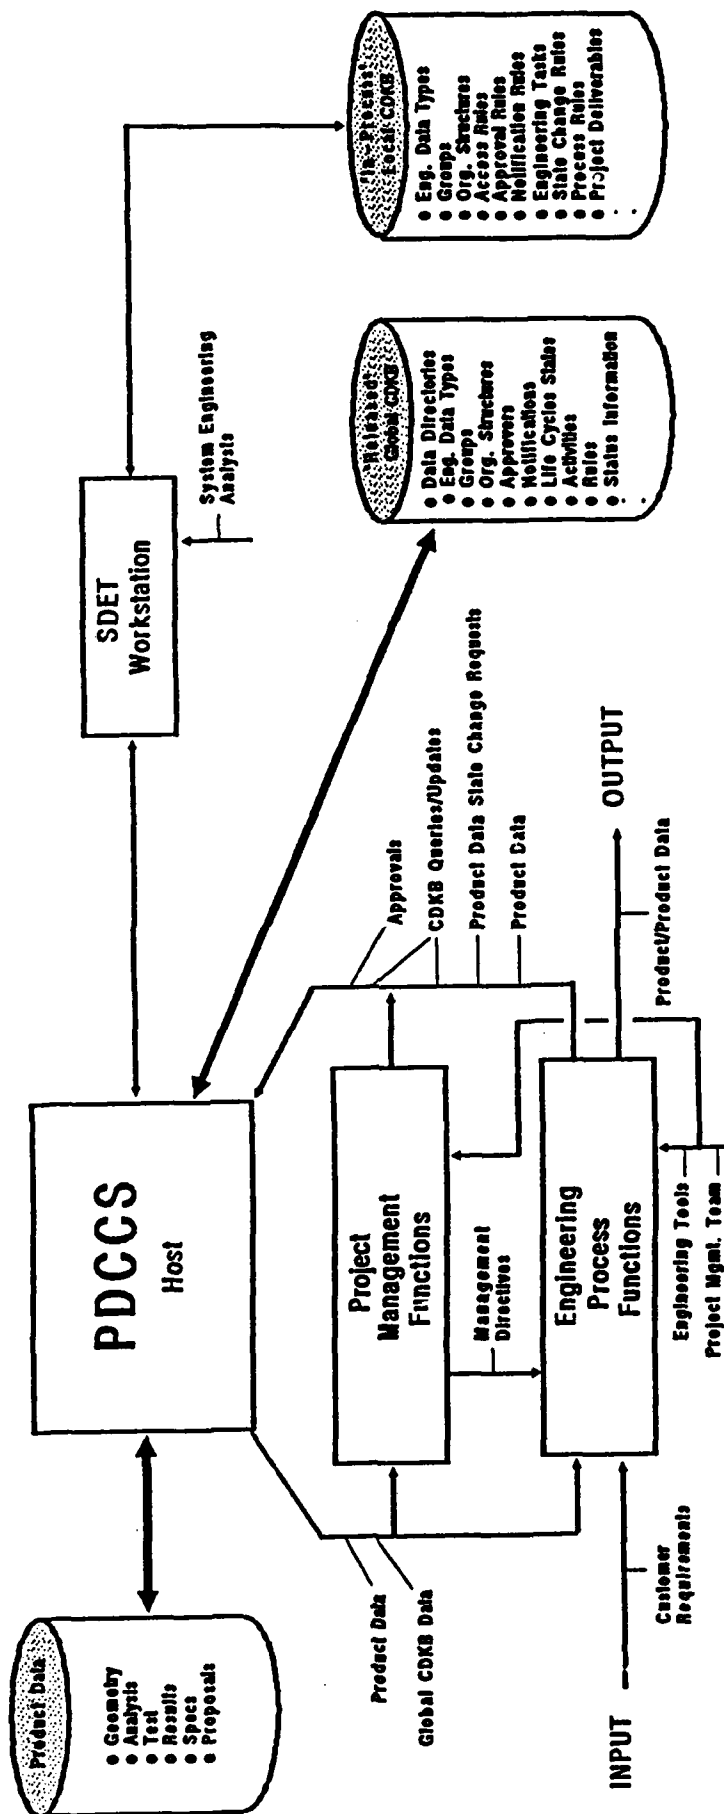 Product Data
● Geometry
● Analysis
● Test
● Results
● Specs
● Proposals
PDCCS
Host
SDET
Workstation
System Engineering
Analysts
"In-Process"
Local CDKB
● Eng. Data Types
● Groups
● Org. Structures
● Access Rules
● Approval Rules
● Notification Rules
● Engineering Tasks
● State Change Rules
● Process Rules
● Project Deliverables
"Released"
Global CDKB
● Data Directories
● Eng. Data Types
● Groups
● Org. Structures
● Approvers
● Notifications
● Life Cycles States
● Activities
● Rules
● Status Information
Product Data
Global CDKB Data
Project
Management
Functions
Approvals
CDKB Queries/Updates
Product Data State Change Requests
Product Data
Management
Directives
Engineering
Process
Functions
INPUT
Customer
Requirements
Engineering Tools
Project Mgmt. Team
Product/Product Data
OUTPUT